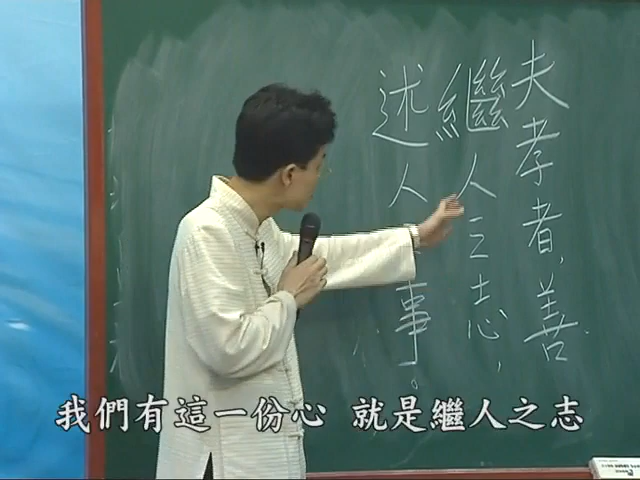 夫孝者,善
繼人之志,
述人 事。
我們有這一份心 就是繼人之志